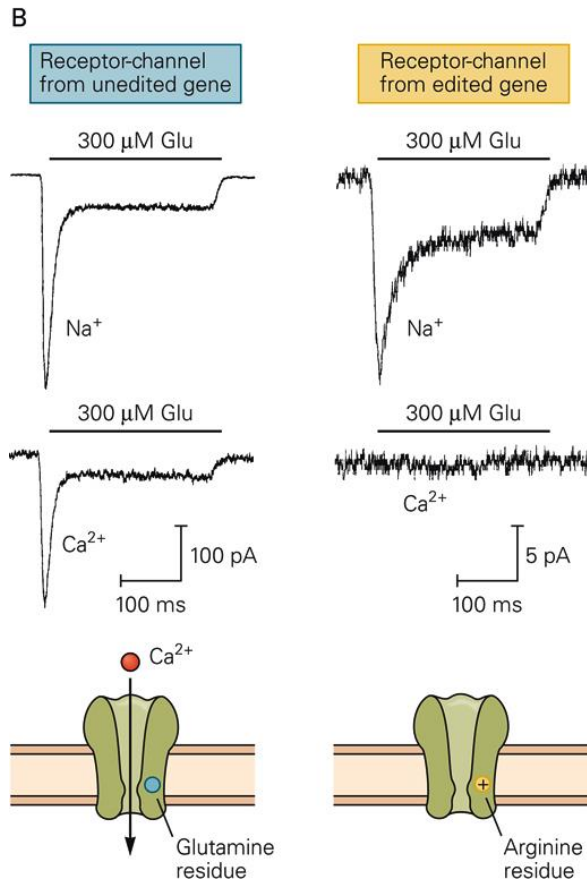 B
Receptor-channel
from unedited gene
Receptor-channel
from edited gene
300 μM Glu
300 μM Glu
Na+
Na+
300 μM Glu
300 μM Glu
Ca2+
100 pA
100 ms
Ca2+
5 pA
100 ms
Ca2+
Glutamine
residue
+
Arginine
residue